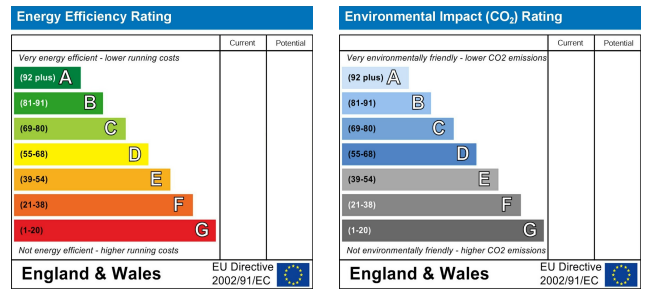 Energy Efficiency Rating
Current Potential
Very energy efficient - lower running costs
(92 plus) A
(81-91) B
(69-80) C
(55-68) D
(39-54) E
(21-38) F
(1-20) G
Not energy efficient - higher running costs
England & Wales
EU Directive
2002/91/EC
Environmental Impact (CO₂) Rating
Current Potential
Very environmentally friendly - lower CO2 emissions
(92 plus) A
(81-91) B
(69-80) C
(55-68) D
(39-54) E
(21-38) F
(1-20) G
Not environmentally friendly - higher CO2 emissions
England & Wales
EU Directive
2002/91/EC